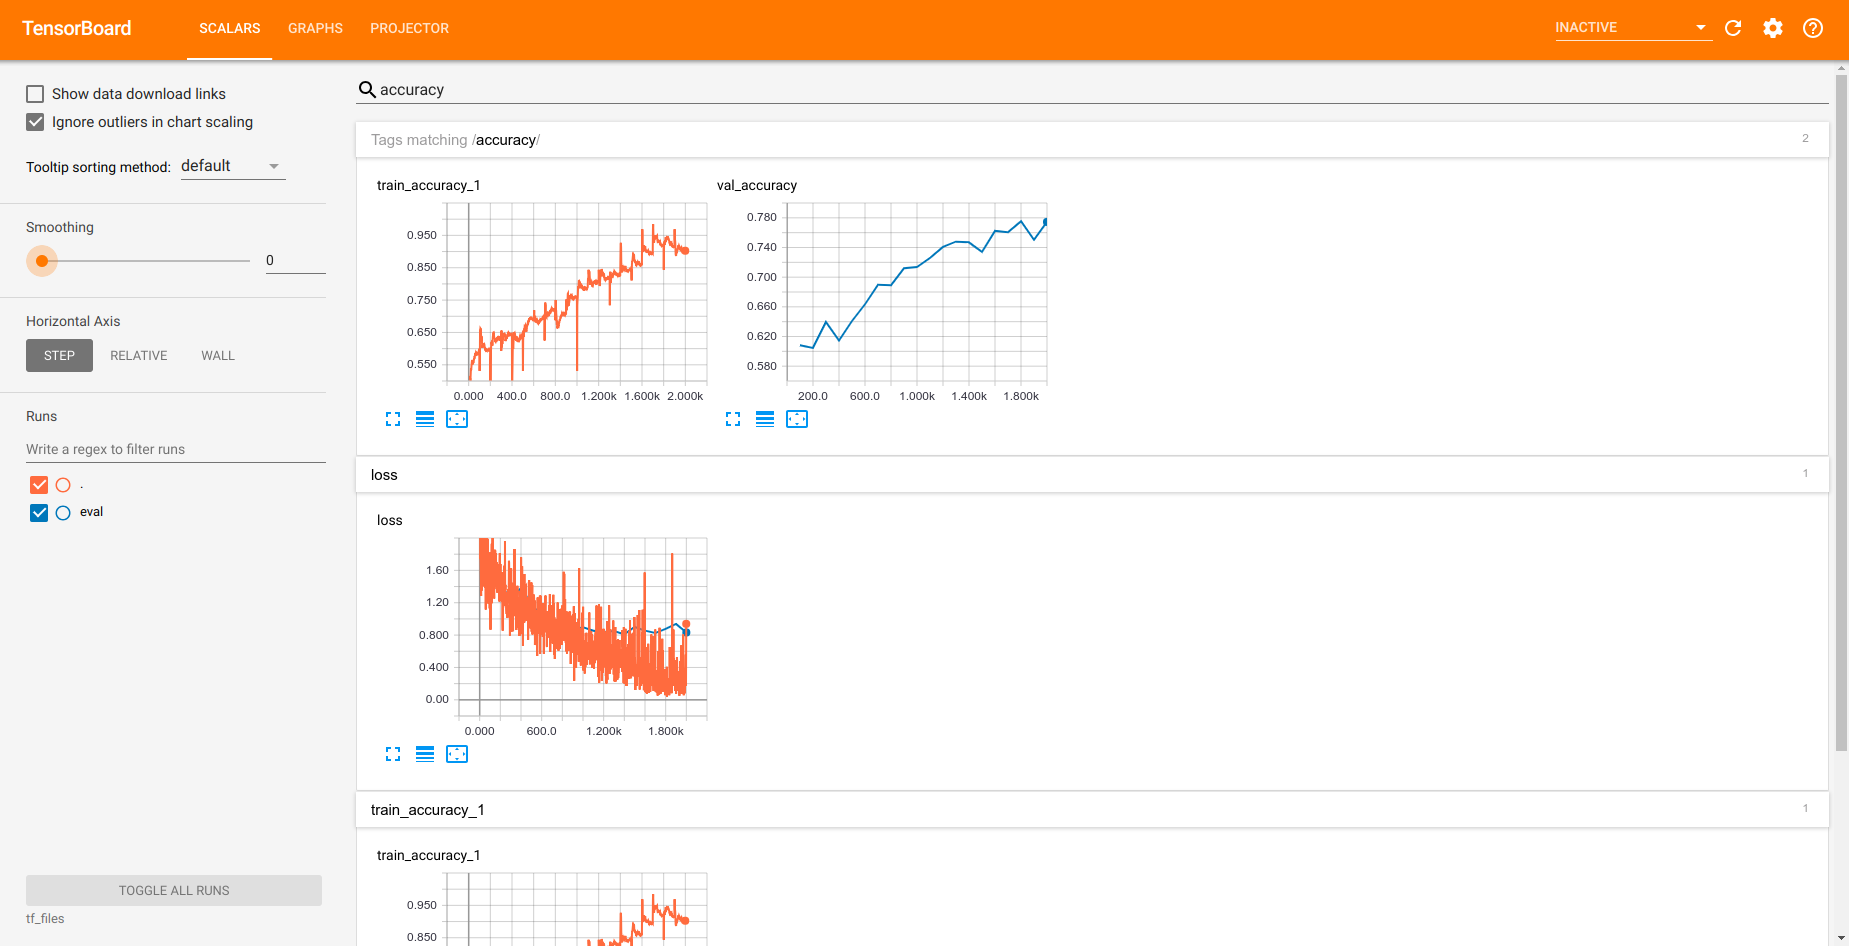 TensorBoard SCALARS GRAPHS PROJECTOR INACTIVE
Show data download links
Ignore outliers in chart scaling
Tooltip sorting method: default
Smoothing
0
Horizontal Axis
STEP RELATIVE WALL
Runs
Write a regex to filter runs
.
eval
TOGGLE ALL RUNS
tf_files
accuracy
Tags matching /accuracy/ 2
train_accuracy_1
0.950
0.850
0.750
0.650
0.550
0.000 400.0 800.0 1.200k 1.600k 2.000k
val_accuracy
0.780
0.740
0.700
0.660
0.620
0.580
200.0 600.0 1.000k 1.400k 1.800k
loss 1
loss
1.60
1.20
0.800
0.400
0.00
0.000 600.0 1.200k 1.800k
train_accuracy_1 1
train_accuracy_1
0.950
0.850